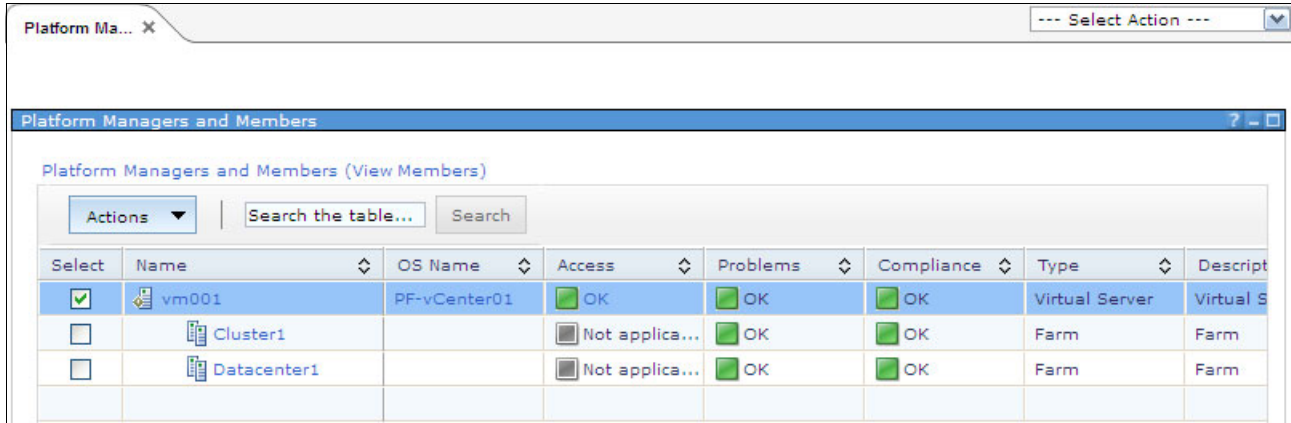 Platform Ma...
--- Select Action ---
Platform Managers and Members
Platform Managers and Members (View Members)
Actions Search the table... Search
Select Name OS Name Access Problems Compliance Type Descript
vm001 PF-vCenter01 OK OK OK Virtual Server Virtual S
Cluster1 Not applica... OK OK Farm Farm
Datacenter1 Not applica... OK OK Farm Farm